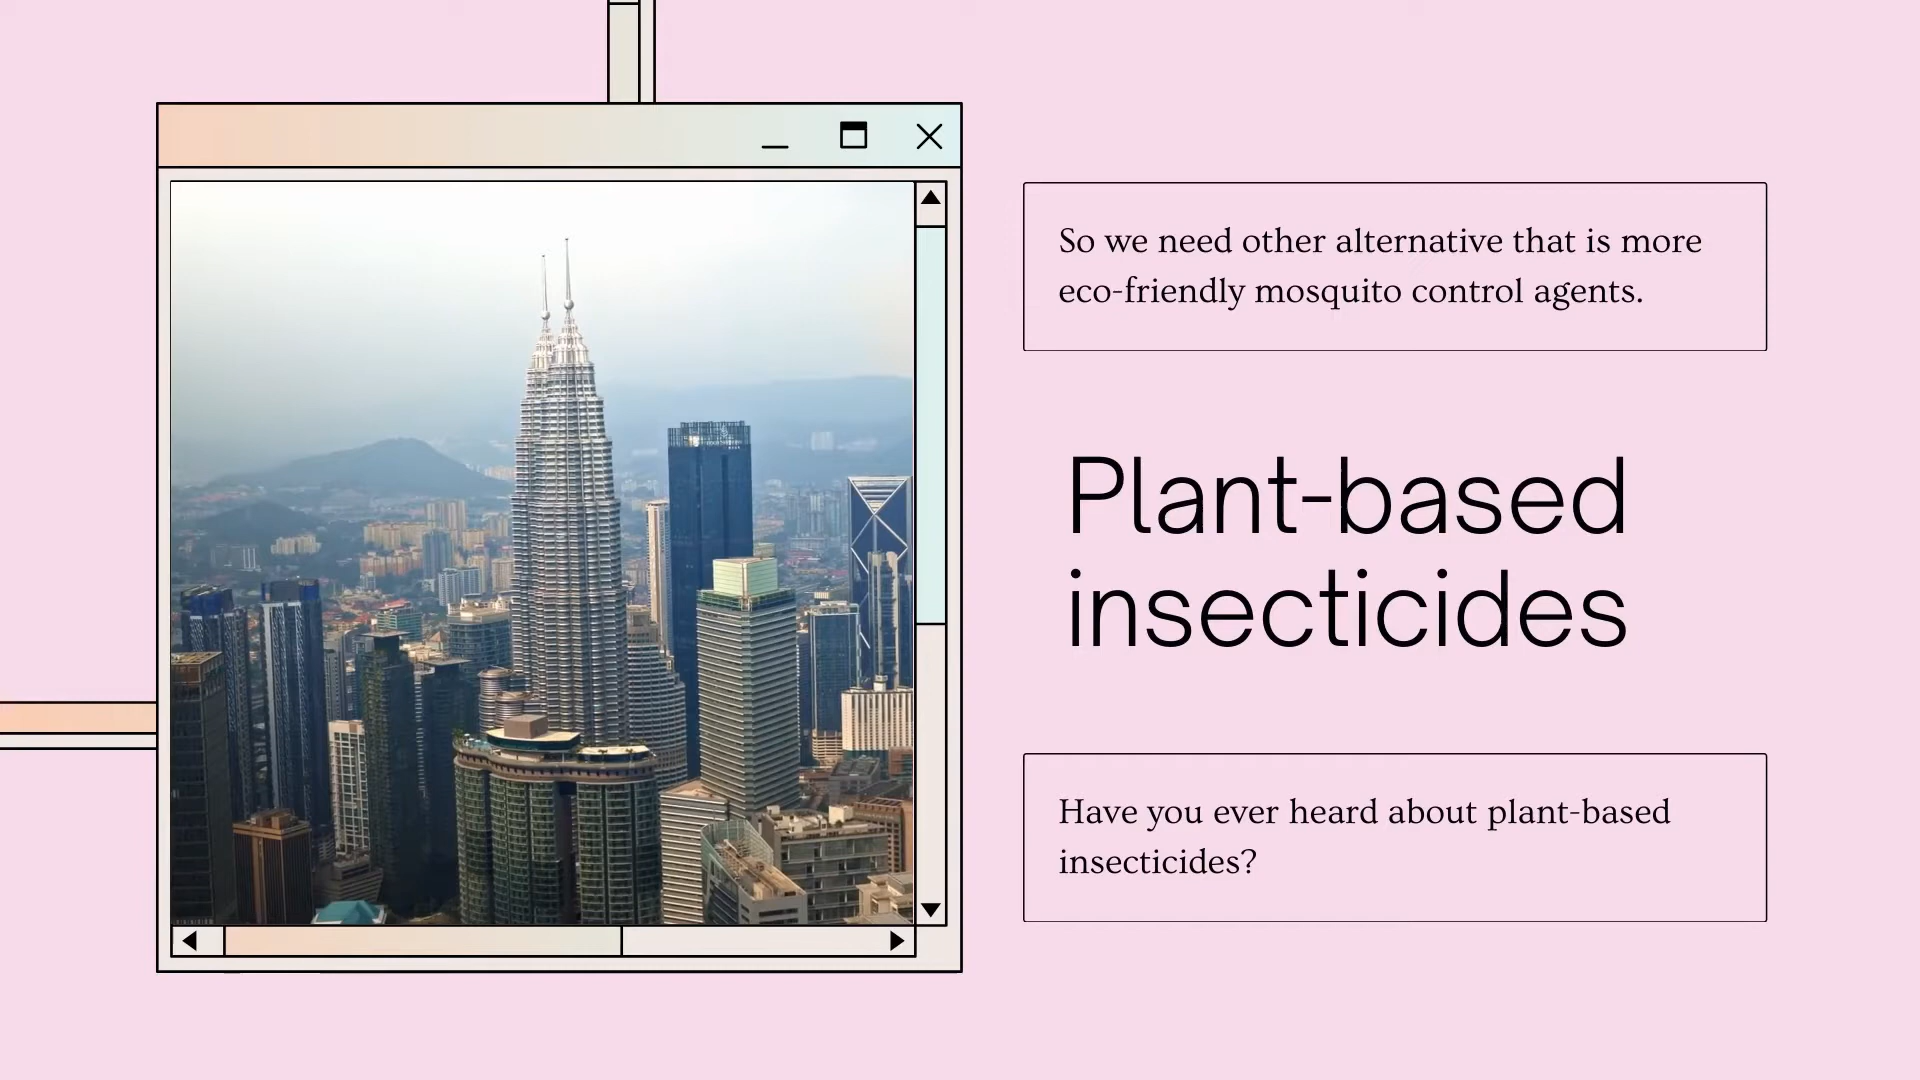 So we need other alternative that is more
eco-friendly mosquito control agents.
Plant-based
insecticides
Have you ever heard about plant-based
insecticides?